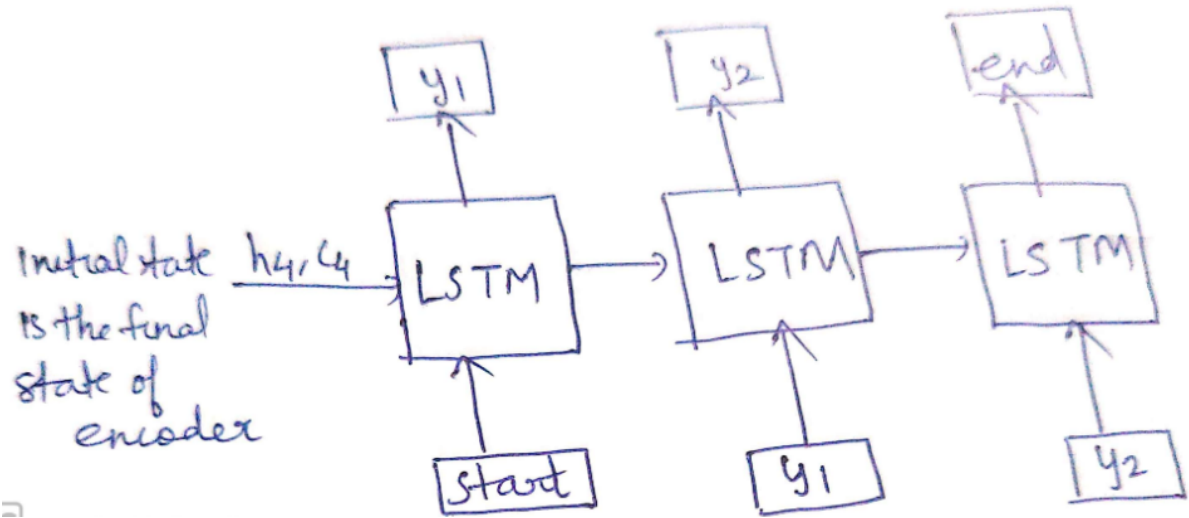 y1
y2
end
Initial state
is the final
state of
encoder
h4, c4
LSTM
LSTM
LSTM
start
y1
y2